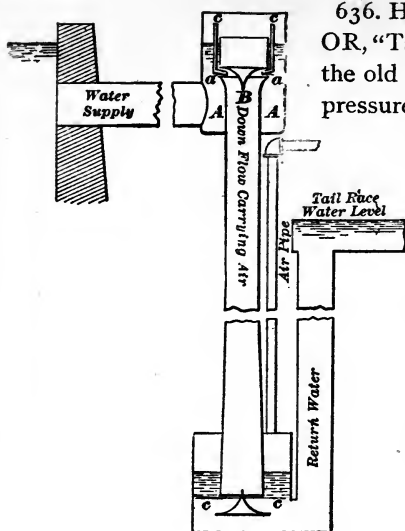 636. H
OR, "T
the old
pressure
c c
a a
B
A A
Water
Supply
Down Flow Carrying Air
Air Pipe
Tail Race
Water Level
Return Water
c c